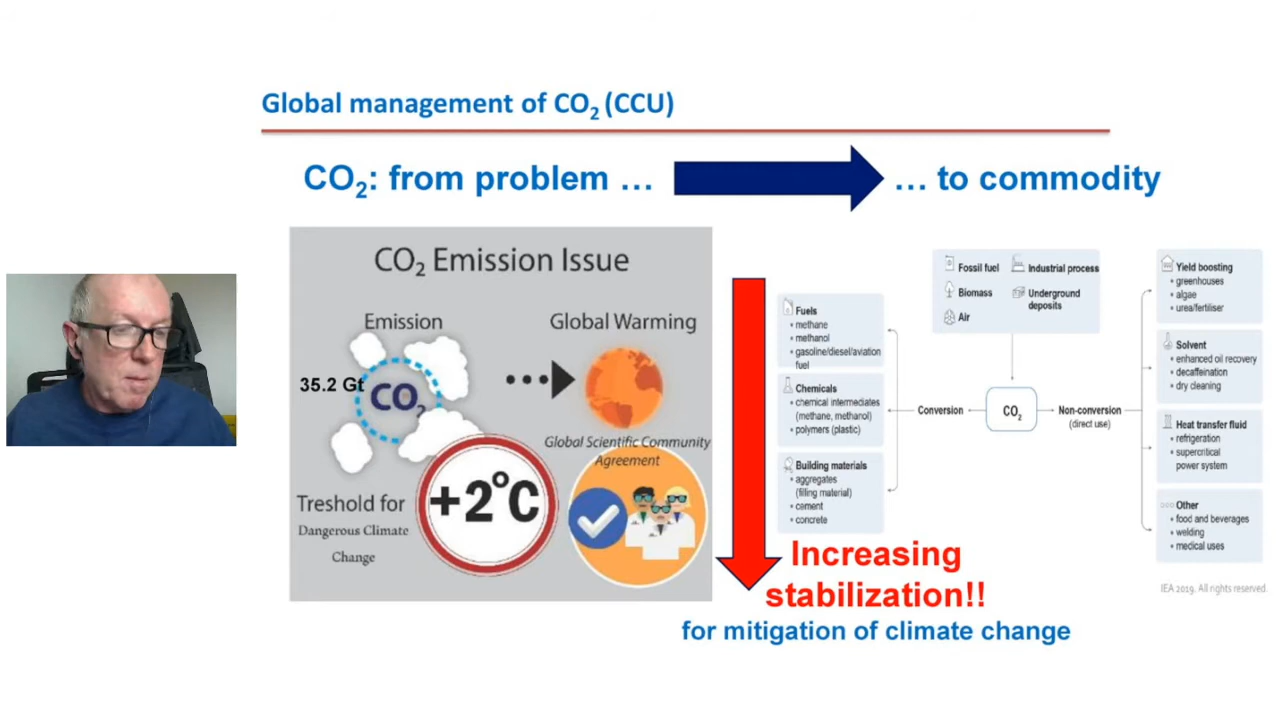 Global management of CO₂ (CCU)
CO₂: from problem …
… to commodity
CO₂ Emission Issue
Emission
Global Warming
35.2 Gt
CO₂
Global Scientific Community
Agreement
Treshold for
Dangerous Climate
Change
+2°C
Fuels
• methane
• methanol
• gasoline/diesel/aviation
fuel
Chemicals
• chemical intermediates
(methane, methanol)
• polymers (plastic)
Building materials
• aggregates
(filling material)
• cement
• concrete
Fossil fuel
Industrial process
Biomass
Underground
deposits
Air
Conversion
CO₂
Non-conversion
(direct use)
Yield boosting
• greenhouses
• algae
• urea/fertiliser
Solvent
• enhanced oil recovery
• decaffeination
• dry cleaning
Heat transfer fluid
• refrigeration
• supercritical
power system
Other
• food and beverages
• welding
• medical uses
IEA 2019. All rights reserved.
Increasing
stabilization!!
for mitigation of climate change